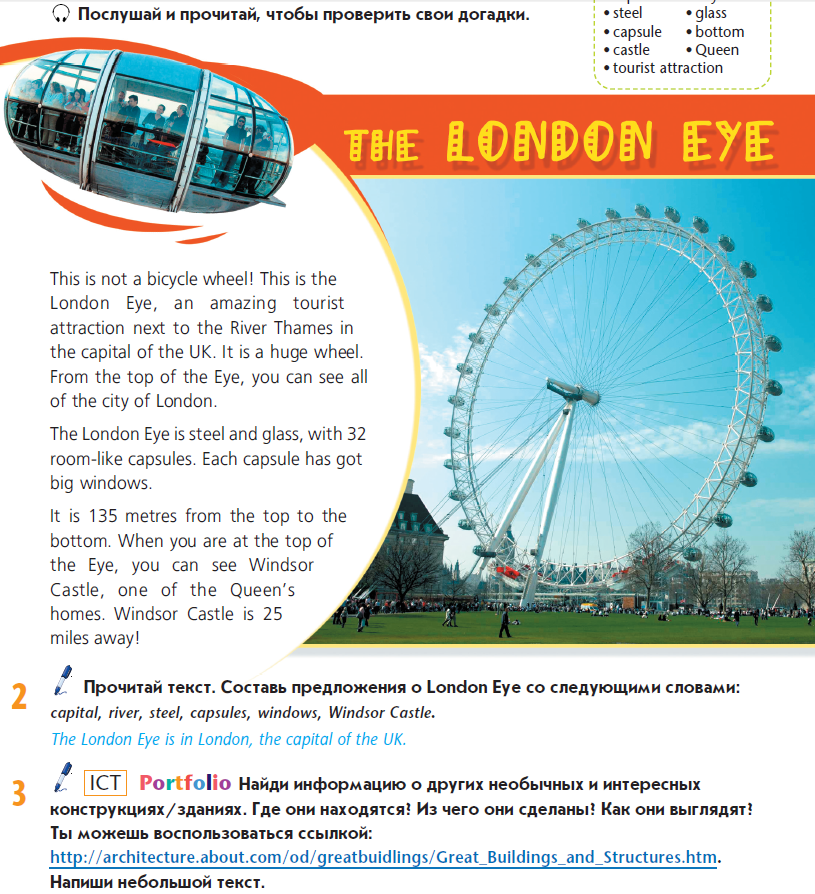 Послушай и прочитай, чтобы проверить свои догадки.
• steel • glass
• capsule • bottom
• castle • Queen
• tourist attraction
THE LONDON EYE
This is not a bicycle wheel! This is the
London Eye, an amazing tourist
attraction next to the River Thames in
the capital of the UK. It is a huge wheel.
From the top of the Eye, you can see all
of the city of London.
The London Eye is steel and glass, with 32
room-like capsules. Each capsule has got
big windows.
It is 135 metres from the top to the
bottom. When you are at the top of
the Eye, you can see Windsor
Castle, one of the Queen's
homes. Windsor Castle is 25
miles away!
2 Прочитай текст. Составь предложения о London Eye со следующими словами:
capital, river, steel, capsules, windows, Windsor Castle.
The London Eye is in London, the capital of the UK.
3 ICT Portfolio Найди информацию о других необычных и интересных
конструкциях/зданиях. Где они находятся? Из чего они сделаны? Как они выглядят?
Ты можешь воспользоваться ссылкой:
http://architecture.about.com/od/greatbuidlings/Great_Buildings_and_Structures.htm.
Напиши небольшой текст.